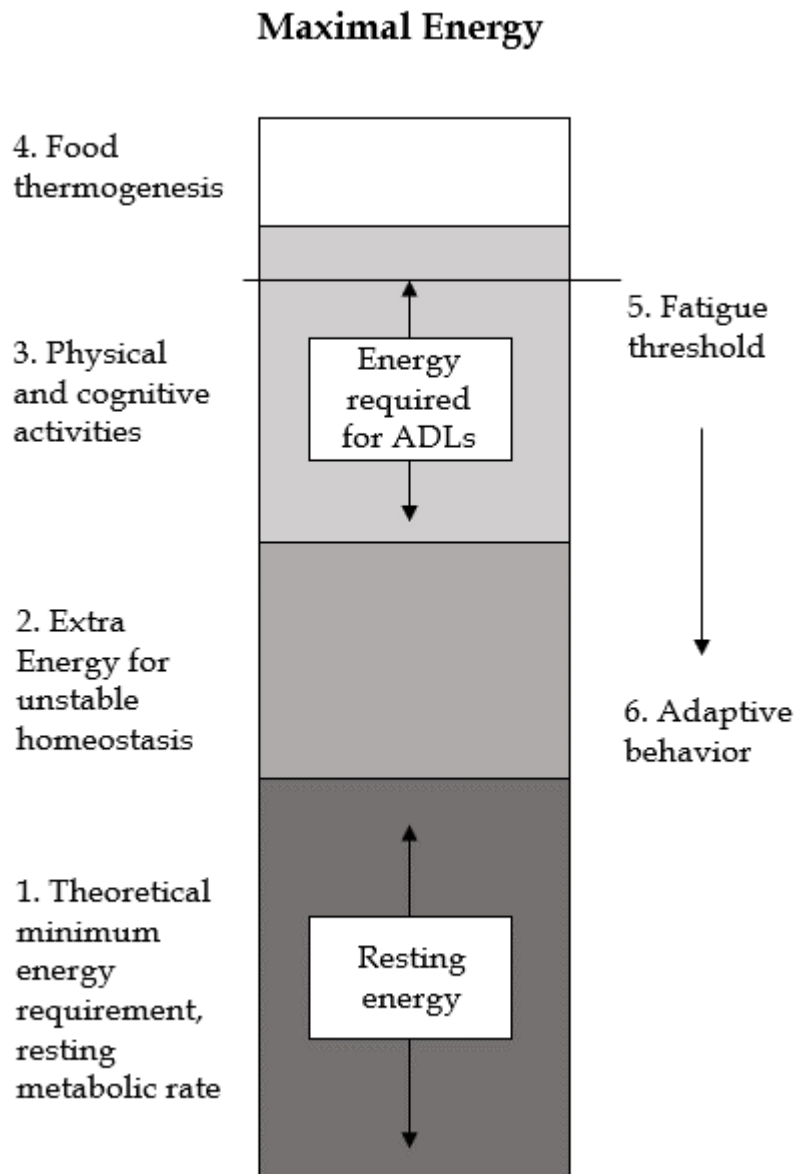 Maximal Energy
4. Food
thermogenesis
3. Physical
and cognitive
activities
Energy
required
for ADLs
5. Fatigue
threshold
2. Extra
Energy for
unstable
homeostasis
6. Adaptive
behavior
1. Theoretical
minimum
energy
requirement,
resting
metabolic rate
Resting
energy